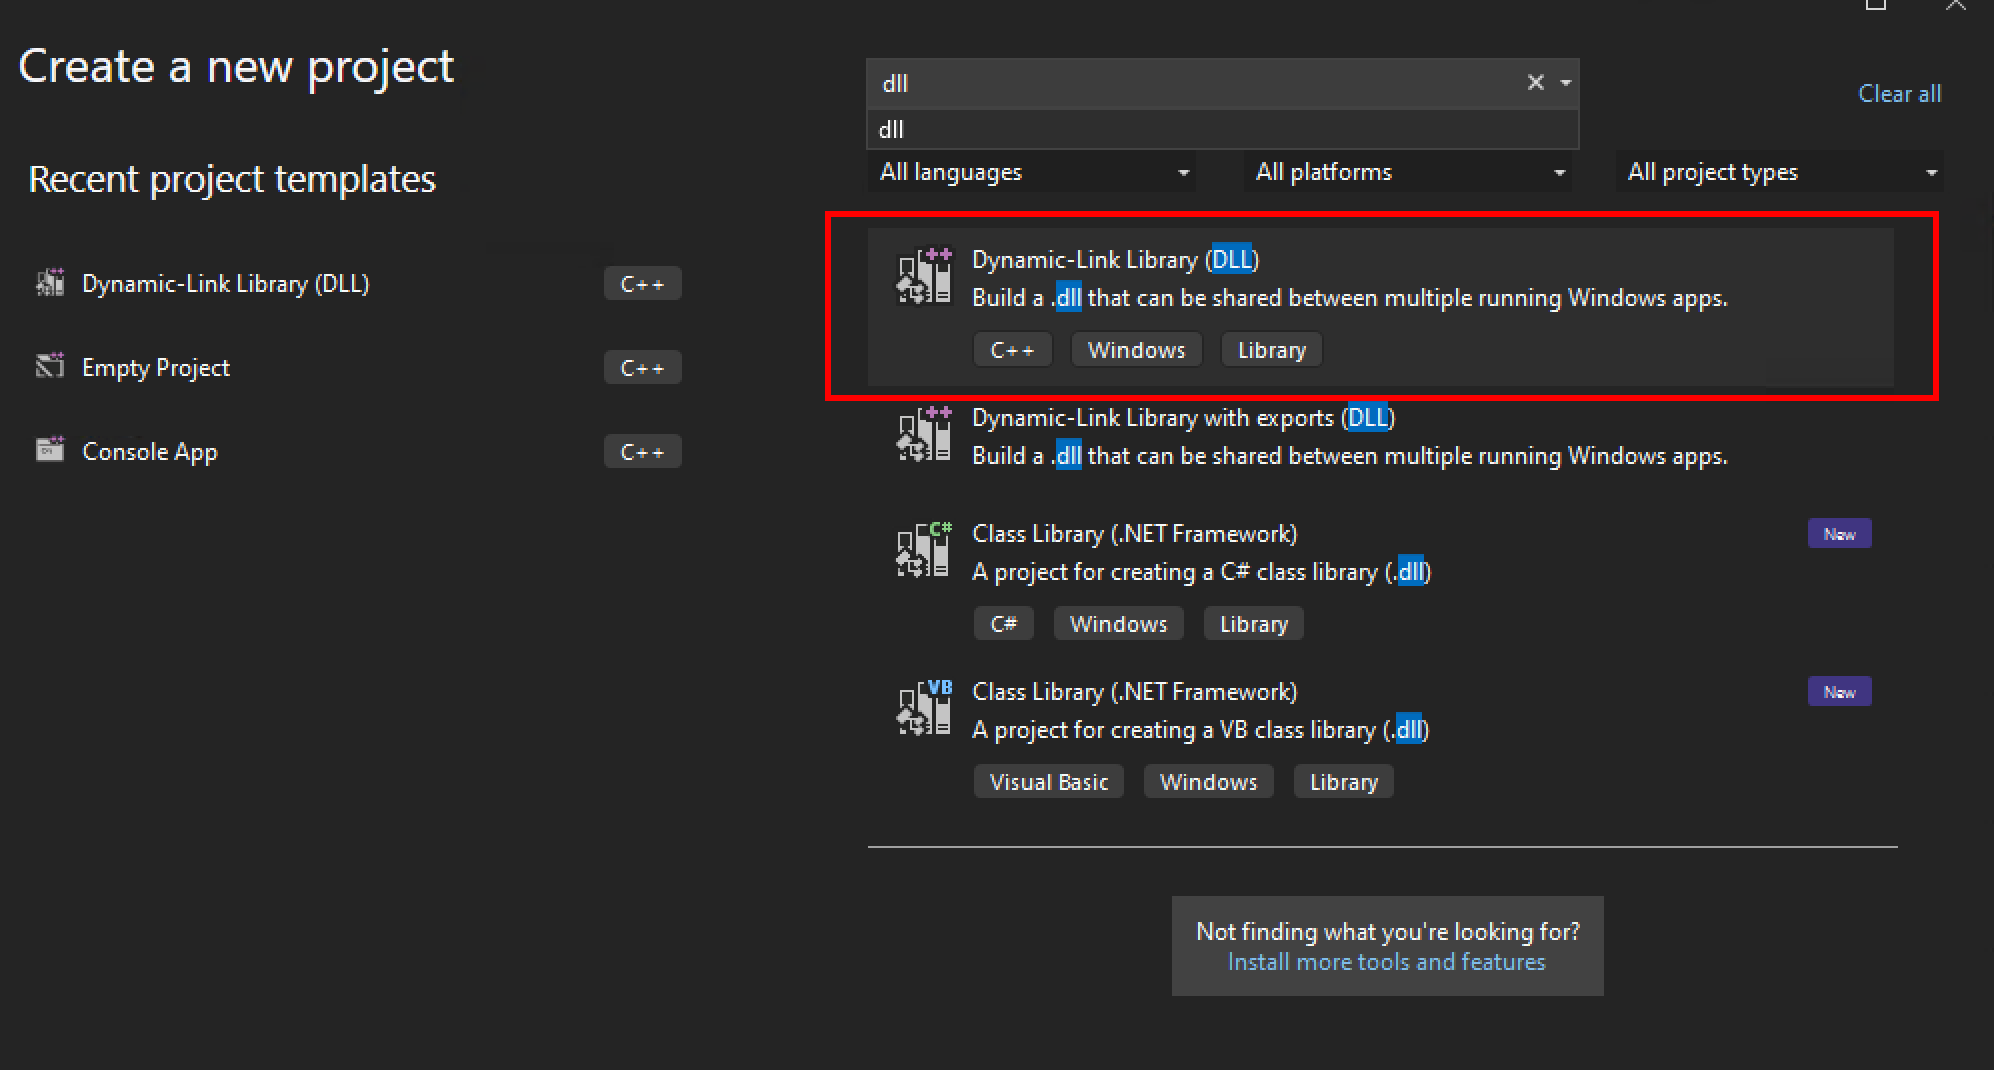 Create a new project
Recent project templates
Dynamic-Link Library (DLL)
C++
Empty Project
C++
Console App
C++
dll
dll
Clear all
All languages
All platforms
All project types
Dynamic-Link Library (DLL)
Build a .dll that can be shared between multiple running Windows apps.
C++
Windows
Library
Dynamic-Link Library with exports (DLL)
Build a .dll that can be shared between multiple running Windows apps.
Class Library (.NET Framework)
New
A project for creating a C# class library (.dll)
C#
Windows
Library
Class Library (.NET Framework)
New
A project for creating a VB class library (.dll)
Visual Basic
Windows
Library
Not finding what you're looking for?
Install more tools and features